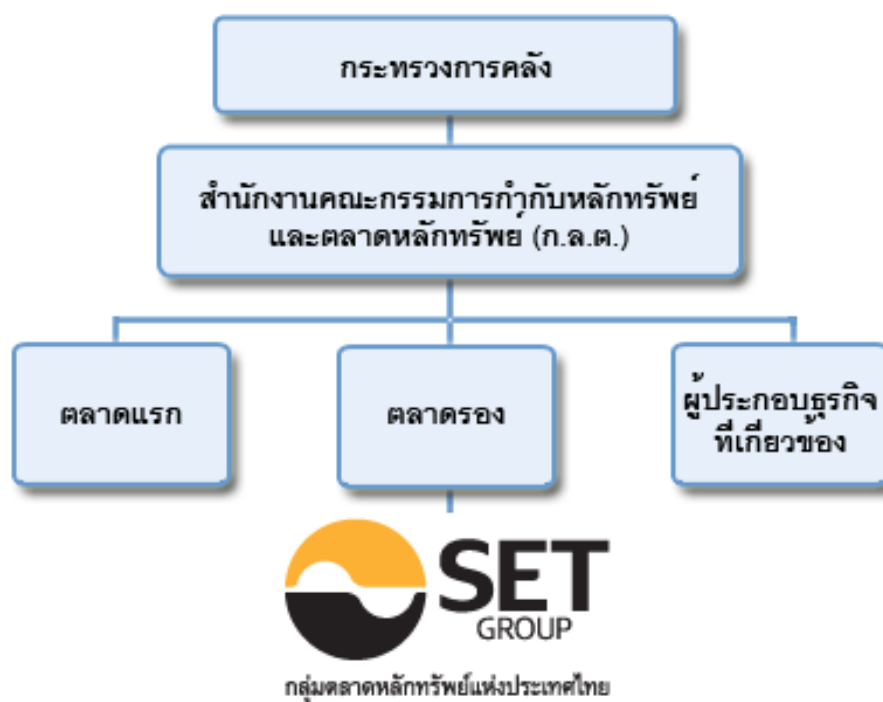 กระทรวงการคลัง
สำนักงานคณะกรรมการกำกับหลักทรัพย์
และตลาดหลักทรัพย์ (ก.ล.ต.)
ตลาดแรก
ตลาดรอง
ผู้ประกอบธุรกิจ
ที่เกี่ยวข้อง
SET
GROUP
กลุ่มตลาดหลักทรัพย์แห่งประเทศไทย